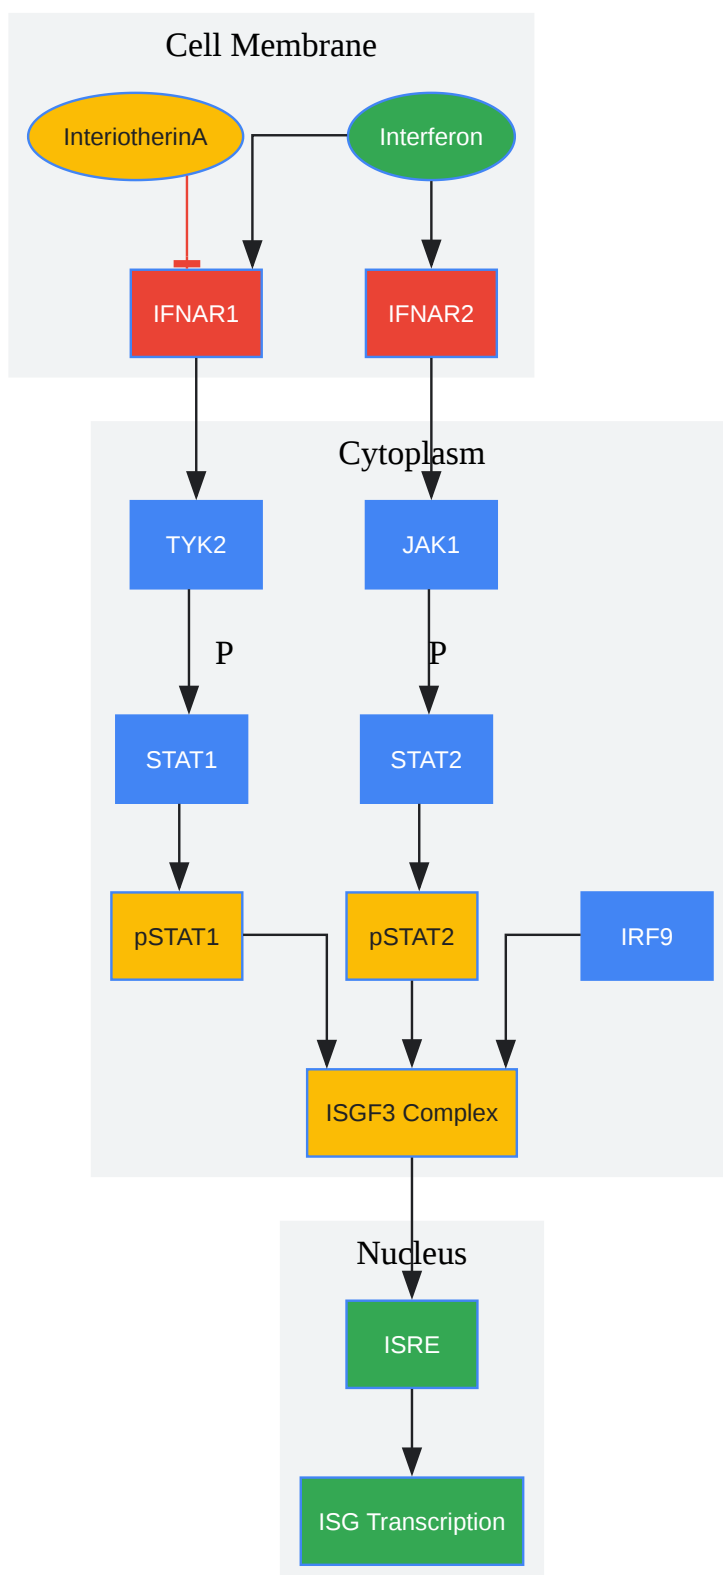 Cell Membrane
InteriotherinA
Interferon
IFNAR1
IFNAR2
Cytoplasm
TYK2
JAK1
P
P
STAT1
STAT2
pSTAT1
pSTAT2
IRF9
ISGF3 Complex
Nucleus
ISRE
ISG Transcription